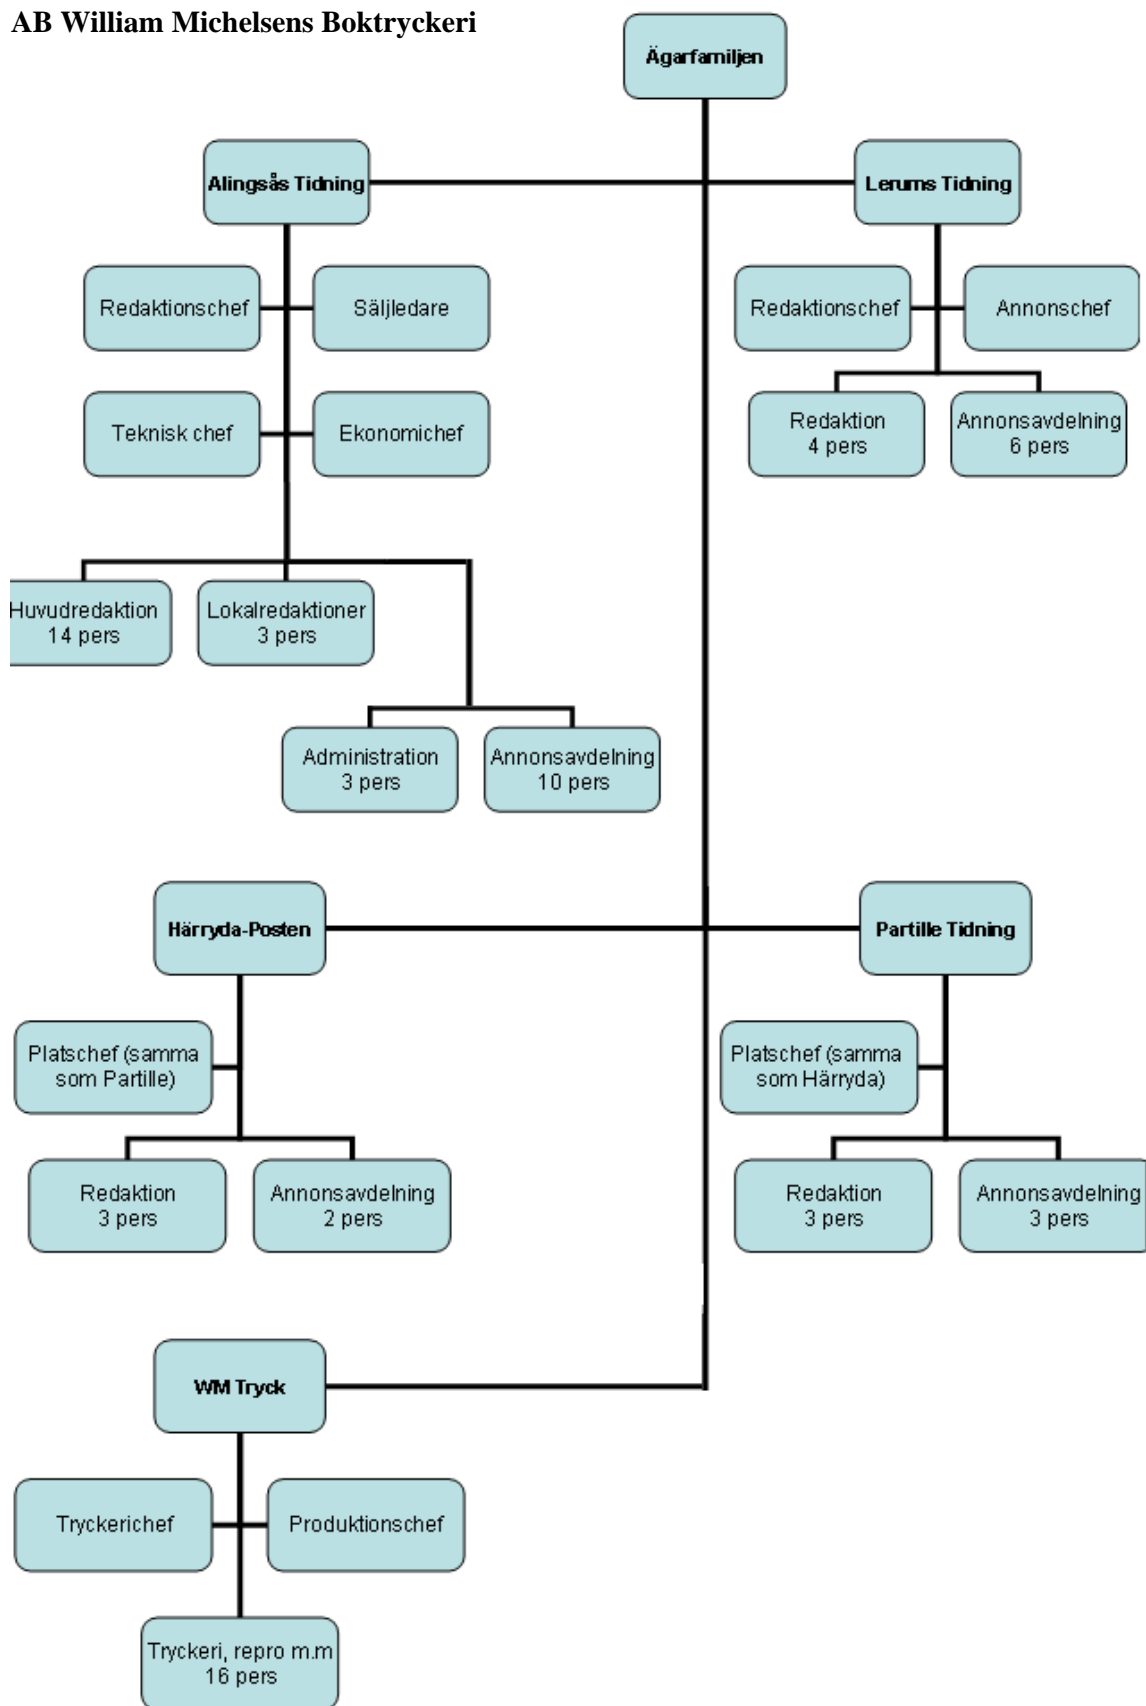 AB William Michelsens Boktryckeri
Ägarfamiljen
Alingsås Tidning
Lerums Tidning
Redaktionschef
Säljledare
Redaktionschef
Annonschef
Teknisk chef
Ekonomichef
Redaktion
4 pers
Annonsavdelning
6 pers
Huvudredaktion
14 pers
Lokalredaktioner
3 pers
Administration
3 pers
Annonsavdelning
10 pers
Härryda-Posten
Partille Tidning
Platschef (samma
som Partille)
Platschef (samma
som Härryda)
Redaktion
3 pers
Annonsavdelning
2 pers
Redaktion
3 pers
Annonsavdelning
3 pers
WM Tryck
Tryckerichef
Produktionschef
Tryckeri, repro m.m
16 pers